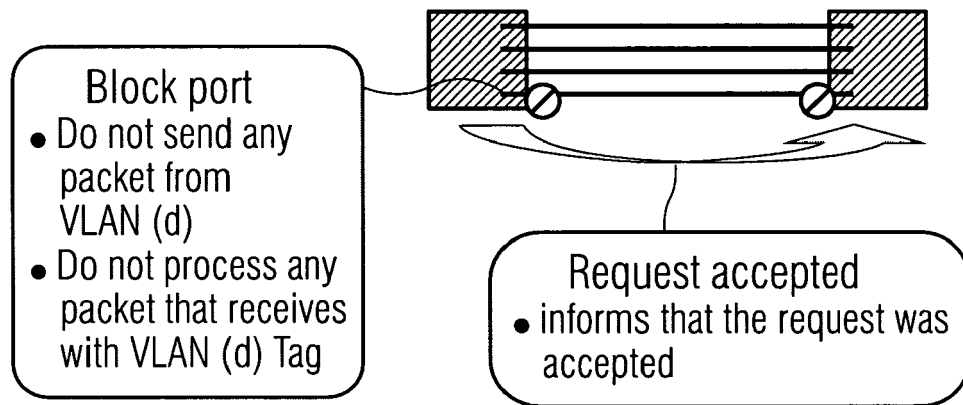 Block port
• Do not send any
packet from
VLAN (d)
• Do not process any
packet that receives
with VLAN (d) Tag
Request accepted
• informs that the request was
accepted